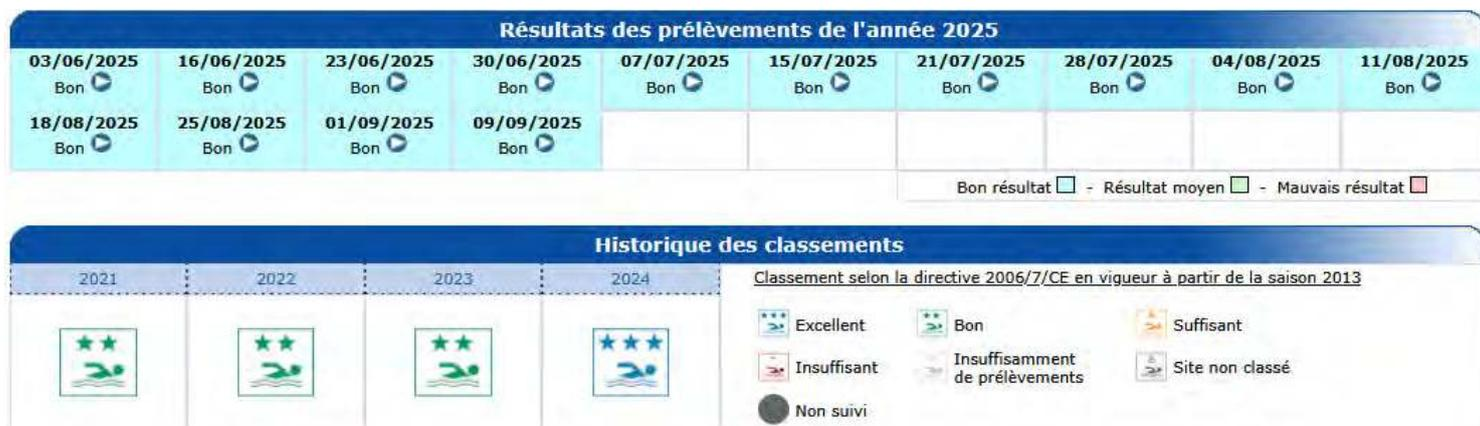 Résultats des prélèvements de l'année 2025
03/06/2025 16/06/2025 23/06/2025 30/06/2025 07/07/2025 15/07/2025 21/07/2025 28/07/2025 04/08/2025 11/08/2025
Bon Bon Bon Bon Bon Bon Bon Bon Bon Bon
18/08/2025 25/08/2025 01/09/2025 09/09/2025
Bon Bon Bon Bon
Bon résultat - Résultat moyen - Mauvais résultat
Historique des classements
2021 2022 2023 2024
Classement selon la directive 2006/7/CE en vigueur à partir de la saison 2013
Excellent Bon Suffisant
Insuffisant Insuffisamment
de prélèvements Site non classé
Non suivi